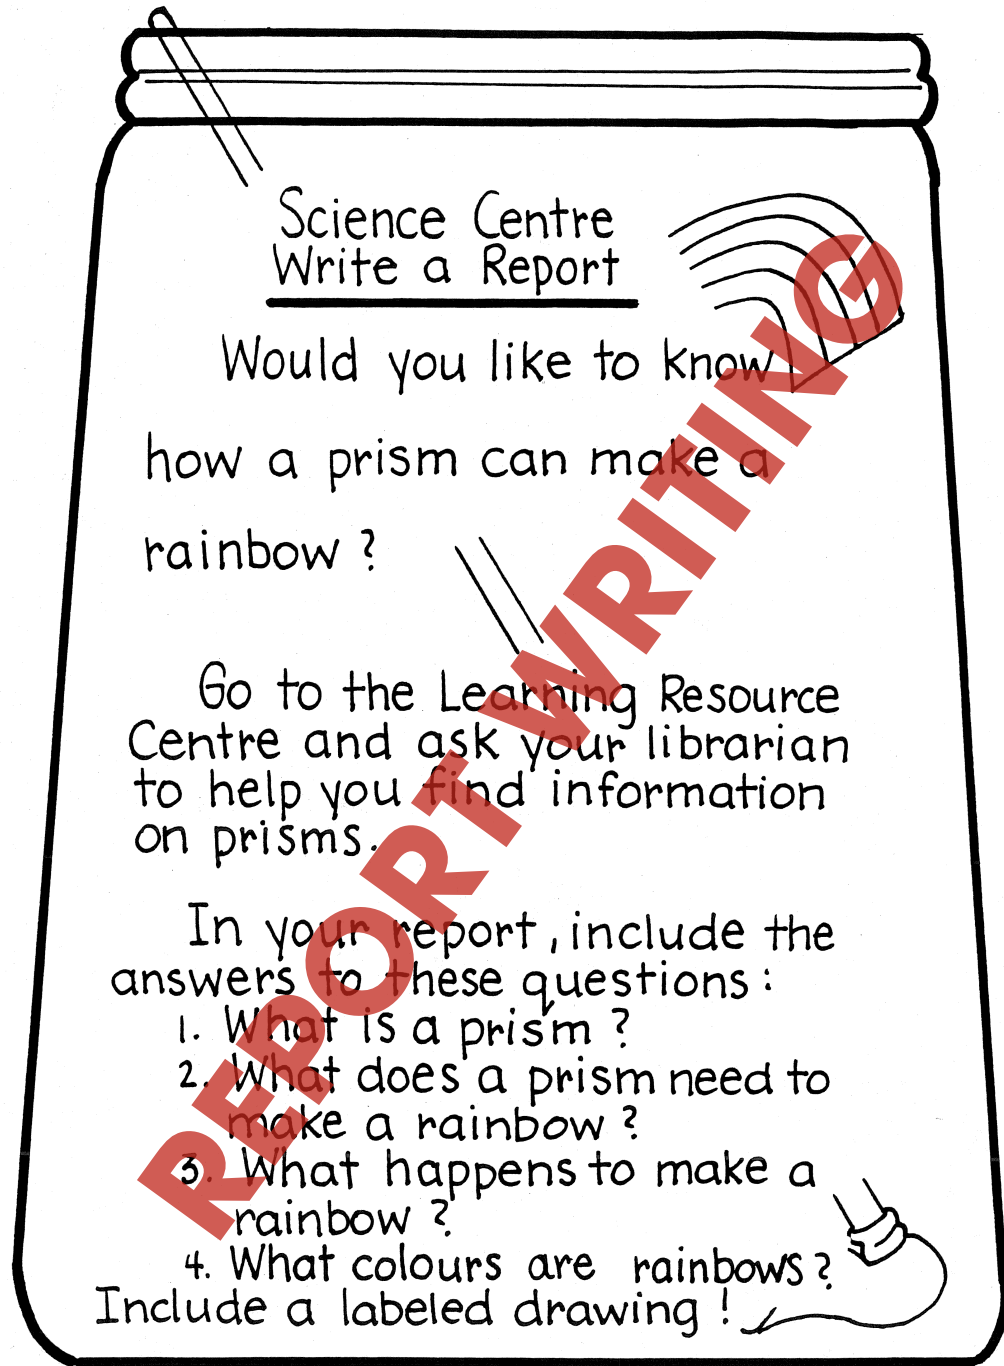 Science Centre
Write a Report
Would you like to know
how a prism can make a
rainbow ?
Go to the Learning Resource
Centre and ask your librarian
to help you find information
on prisms.
In your report, include the
answers to these questions :
1. What is a prism ?
2. What does a prism need to
make a rainbow ?
3. What happens to make a
rainbow ?
4. What colours are rainbows ?
Include a labeled drawing !
REPORT WRITING